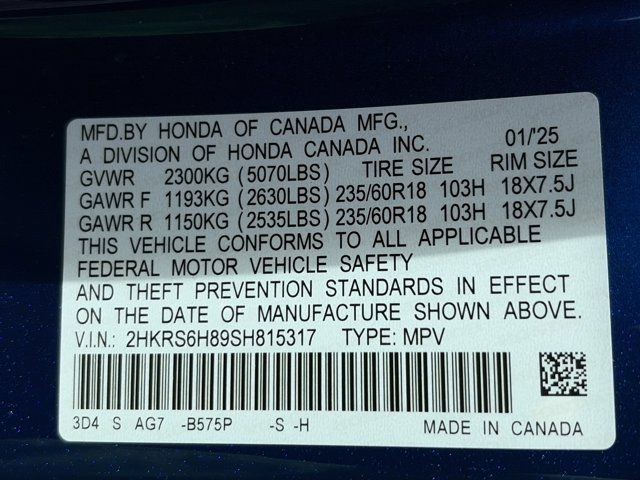 MFD.BY HONDA OF CANADA MFG.,
A DIVISION OF HONDA CANADA INC. 01/'25
GVWR 2300KG (5070LBS) TIRE SIZE RIM SIZE
GAWR F 1193KG (2630LBS) 235/60R18 103H 18X7.5J
GAWR R 1150KG (2535LBS) 235/60R18 103H 18X7.5J
THIS VEHICLE CONFORMS TO ALL APPLICABLE
FEDERAL MOTOR VEHICLE SAFETY
AND THEFT PREVENTION STANDARDS IN EFFECT
ON THE DATE OF MANUFACTURE SHOWN ABOVE.
V.I.N.: 2HKRS6H89SH815317 TYPE: MPV
3D4 S AG7 -B575P -S -H MADE IN CANADA